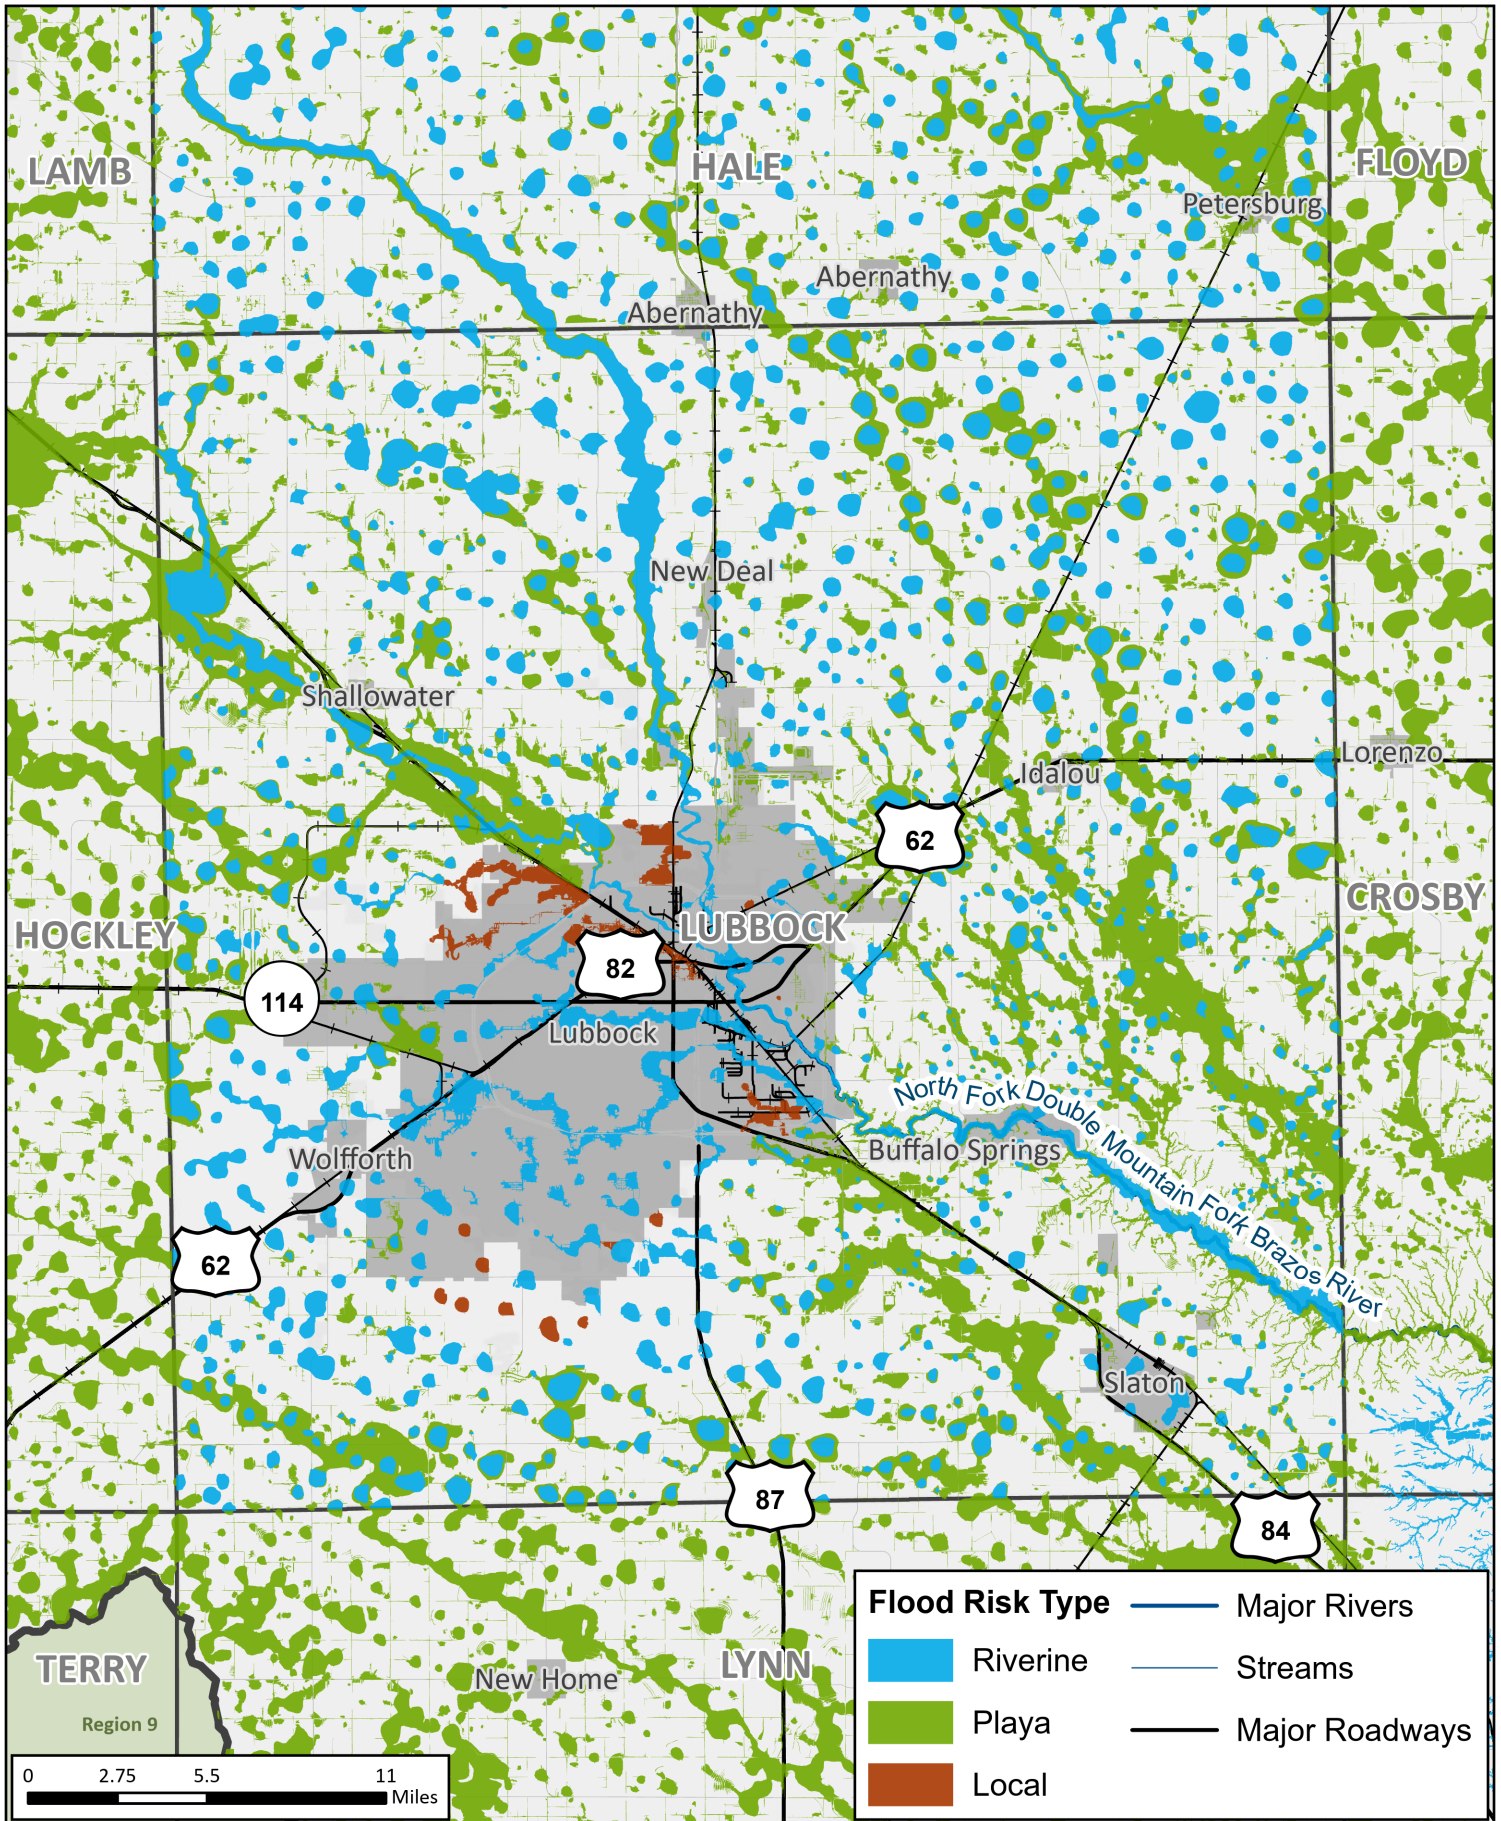 LAMB
HALE
FLOYD
Petersburg
Abernathy
Abernathy
New Deal
Shallowater
Lorenzo
Idalou
62
CROSBY
HOCKLEY
LUBBOCK
82
114
Lubbock
North Fork Double Mountain Fork Brazos River
Buffalo Springs
Wolfforth
62
Slaton
87
84
TERRY
Region 9
New Home
LYNN
Flood Risk Type
Riverine
Playa
Local
Major Rivers
Streams
Major Roadways
0 2.75 5.5 11
Miles